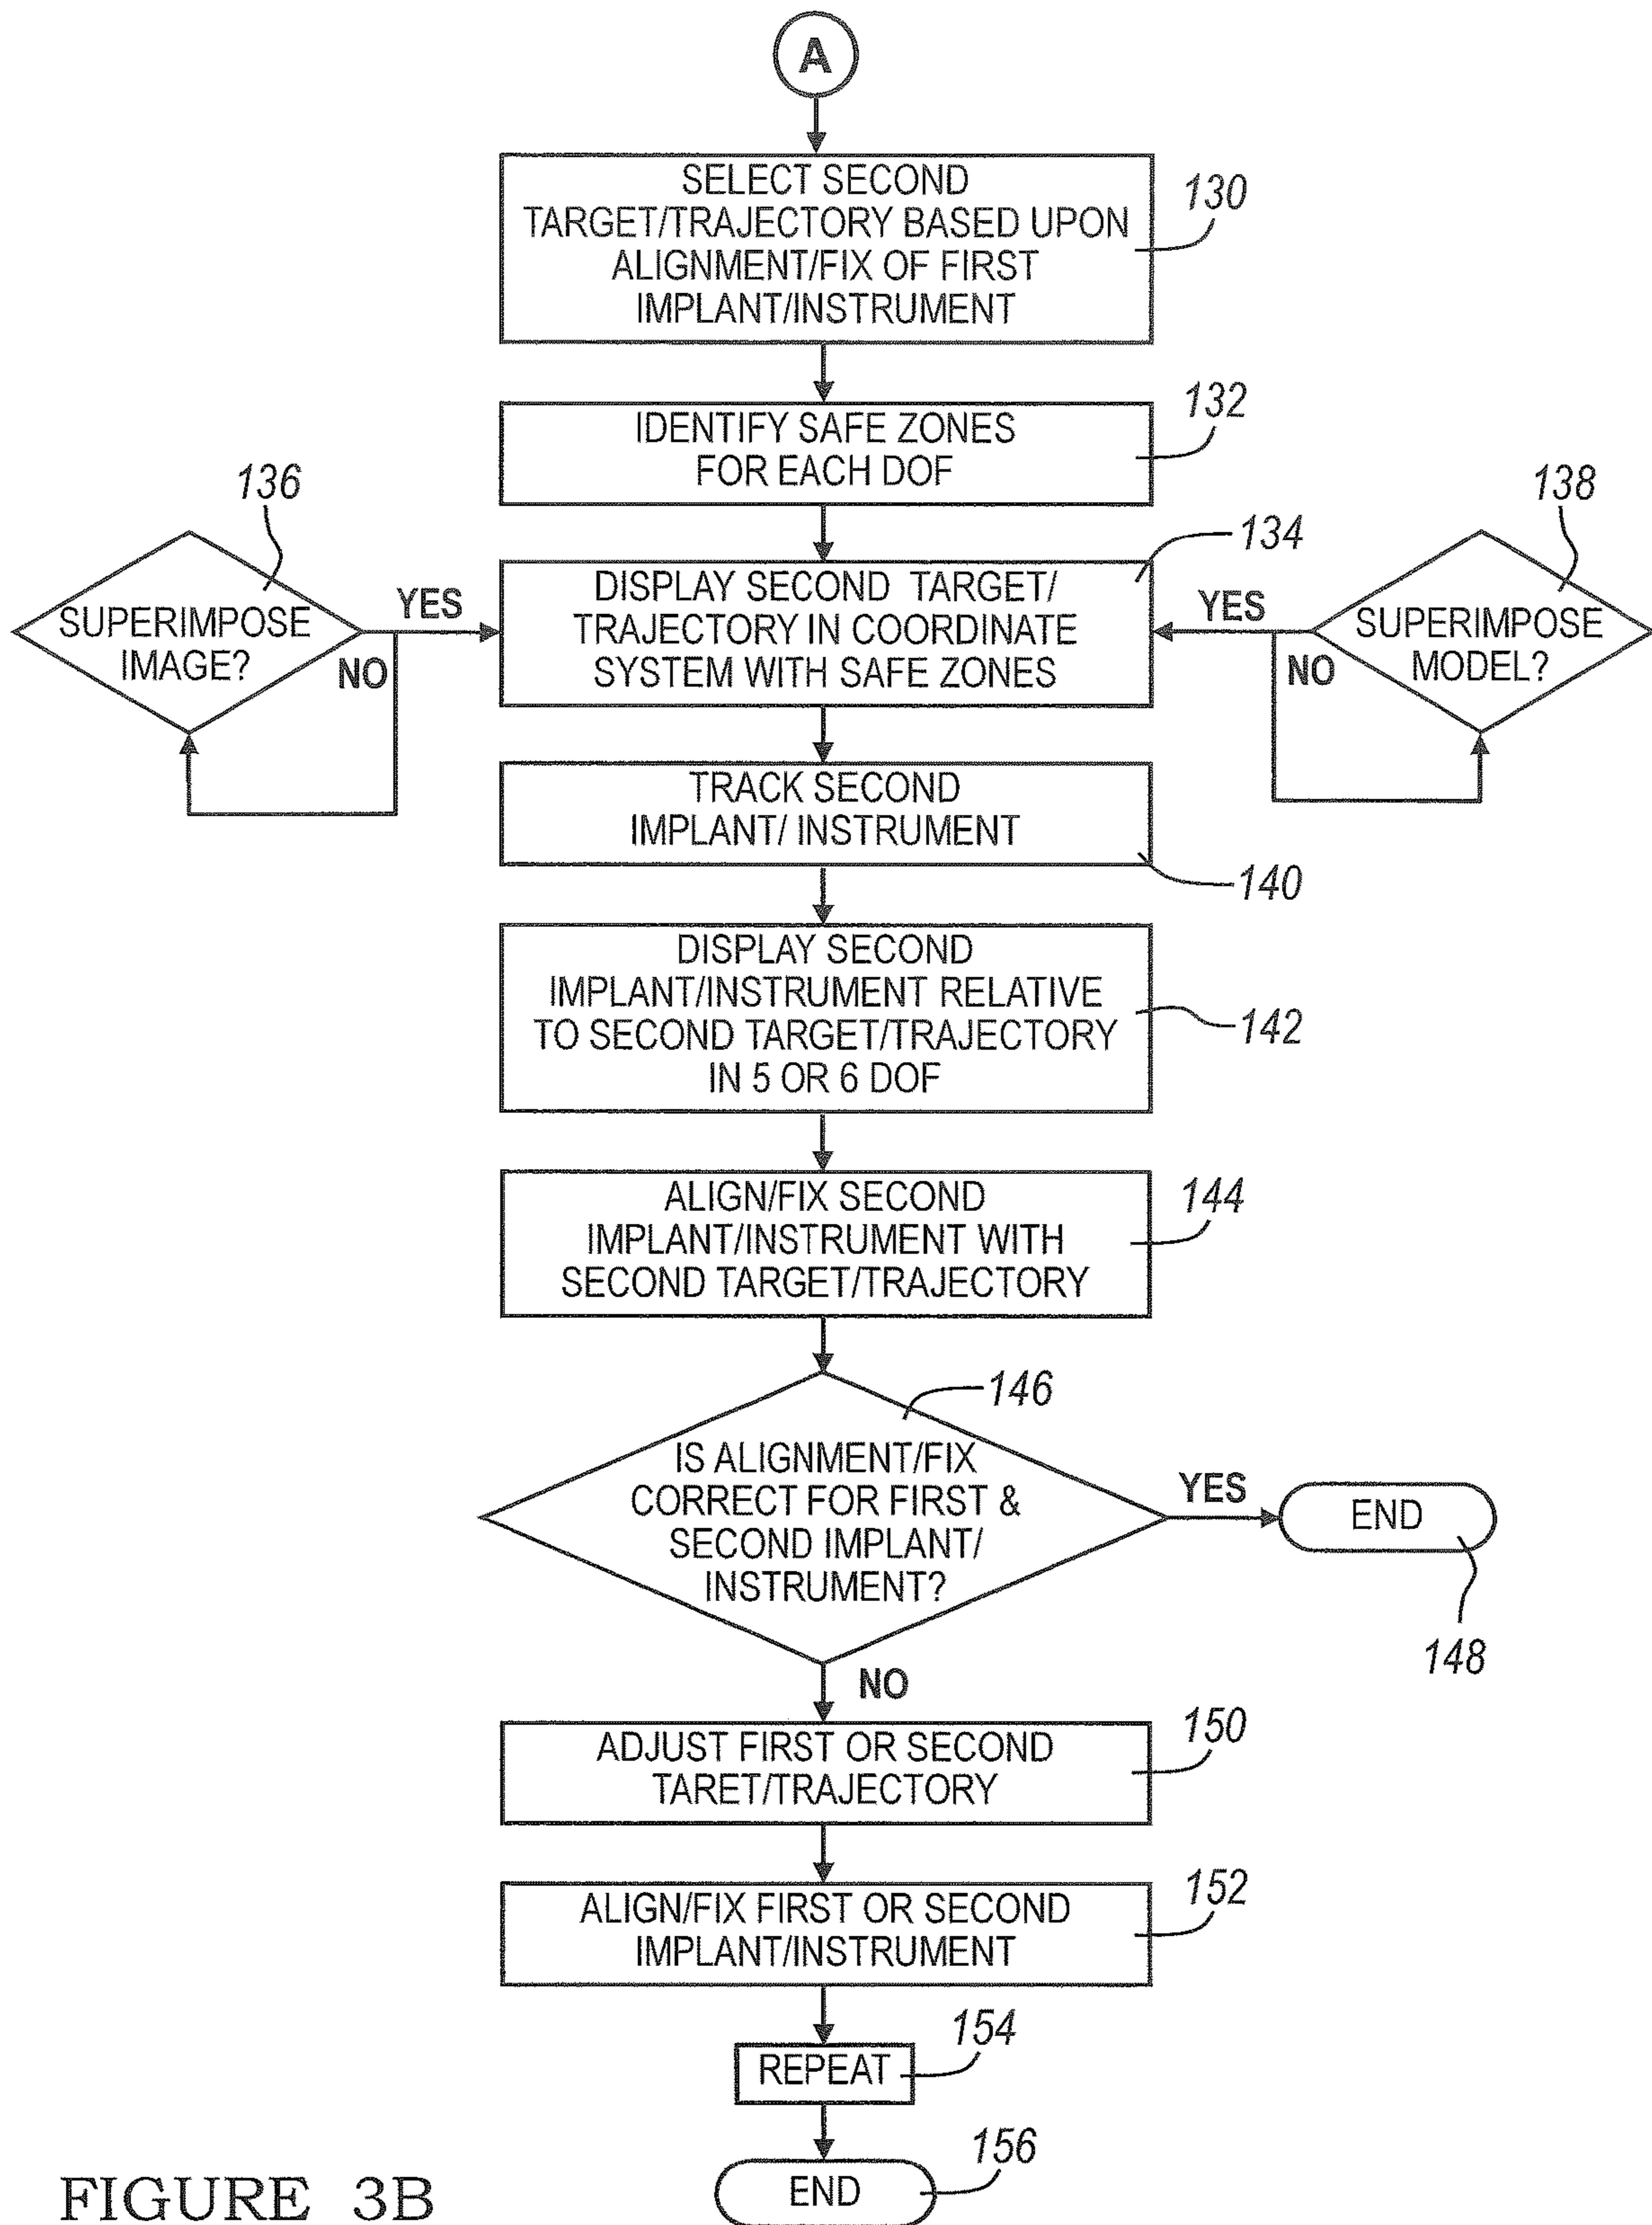 A
SELECT SECOND
TARGET/TRAJECTORY BASED UPON
ALIGNMENT/FIX OF FIRST
IMPLANT/INSTRUMENT
130
IDENTIFY SAFE ZONES
FOR EACH DOF
132
136
SUPERIMPOSE
IMAGE?
YES
NO
DISPLAY SECOND TARGET/
TRAJECTORY IN COORDINATE
SYSTEM WITH SAFE ZONES
134
138
SUPERIMPOSE
MODEL?
YES
NO
TRACK SECOND
IMPLANT/ INSTRUMENT
140
DISPLAY SECOND
IMPLANT/INSTRUMENT RELATIVE
TO SECOND TARGET/TRAJECTORY
IN 5 OR 6 DOF
142
ALIGN/FIX SECOND
IMPLANT/INSTRUMENT WITH
SECOND TARGET/TRAJECTORY
144
146
IS ALIGNMENT/FIX
CORRECT FOR FIRST &
SECOND IMPLANT/
INSTRUMENT?
YES
END
148
NO
ADJUST FIRST OR SECOND
TARET/TRAJECTORY
150
ALIGN/FIX FIRST OR SECOND
IMPLANT/INSTRUMENT
152
REPEAT
154
END
156
FIGURE 3B